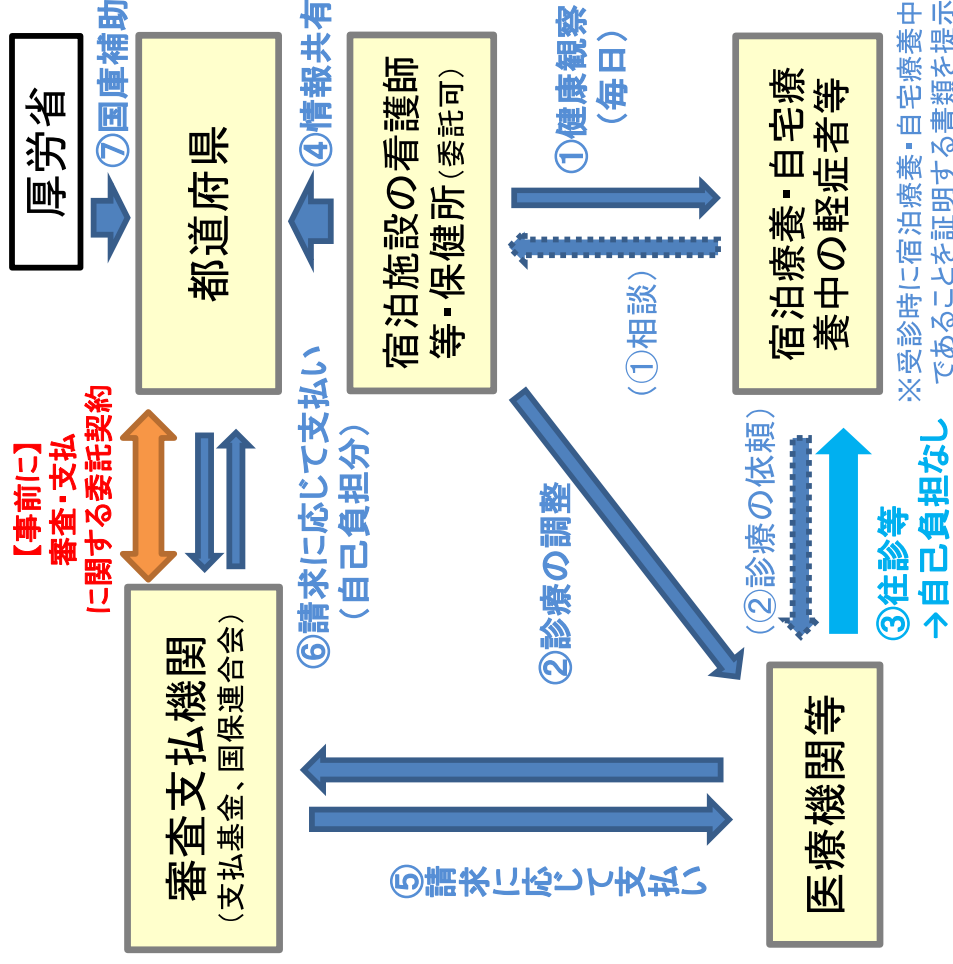 厚労省
⑦国庫補助
【事前に】
審査・支払
に関する委託契約
都道府県
審査支払機関
(支払基金、国保連合会)
④情報共有
⑥請求に応じて支払い
(自己負担分)
宿泊施設の看護師
等・保健所(委託可)
①健康観察
(毎日)
(①相談)
②診療の調整
⑤請求に応じて支払い
宿泊療養・自宅療
養中の軽症者等
(②診療の依頼)
③往診等
→自己負担なし
医療機関等
※受診時に宿泊療養・自宅療養中
であることを証明する書類を提示